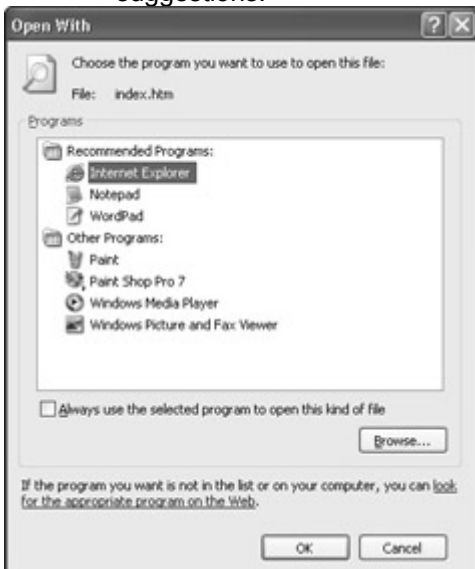 suggestions.
Open With
Choose the program you want to use to open this file:
File: index.htm
Programs
Recommended Programs:
Internet Explorer
Notepad
WordPad
Other Programs:
Paint
Paint Shop Pro 7
Windows Media Player
Windows Picture and Fax Viewer
Always use the selected program to open this kind of file
Browse...
If the program you want is not in the list or on your computer, you can look
for the appropriate program on the Web.
OK Cancel